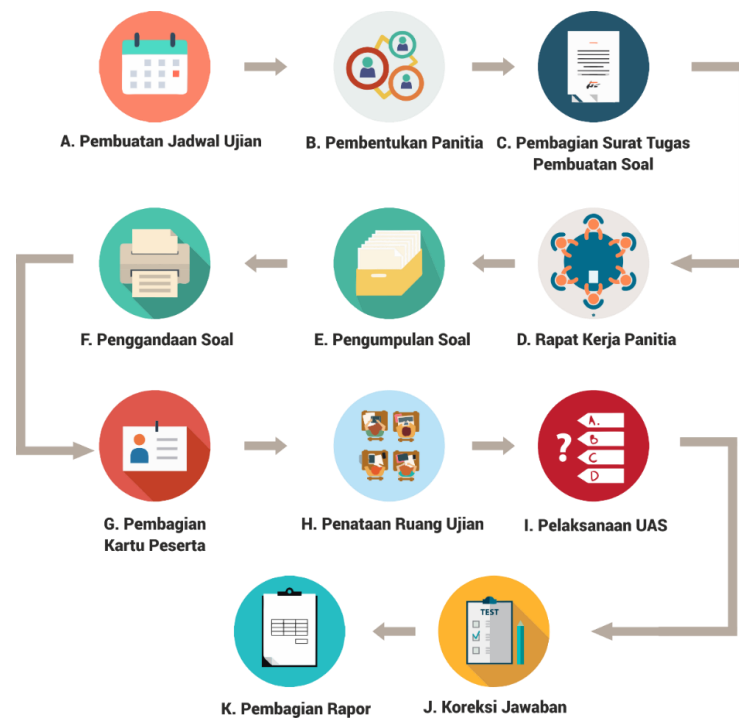 A. Pembuatan Jadwal Ujian
B. Pembentukan Panitia
C. Pembagian Surat Tugas
Pembuatan Soal
D. Rapat Kerja Panitia
E. Pengumpulan Soal
F. Penggandaan Soal
G. Pembagian
Kartu Peserta
H. Penataan Ruang Ujian
?
A.
B
C
D
I. Pelaksanaan UAS
TEST
J. Koreksi Jawaban
K. Pembagian Rapor